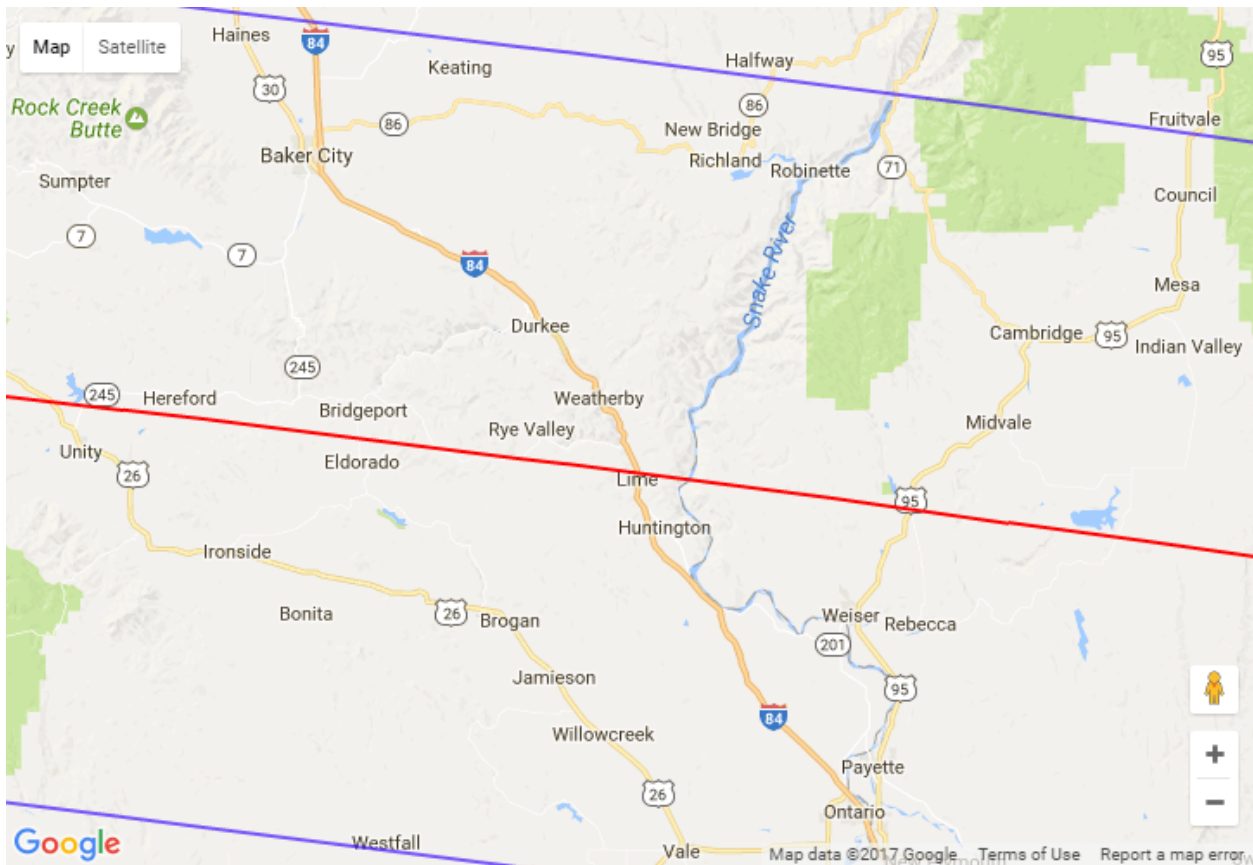 y
Map Satellite
Haines
84
95
Keating
Halfway
30
86
Rock Creek
Butte
86
New Bridge
Fruitvale
Baker City
Richland
Robinette
71
Sumpter
Council
7
7
84
Snake River
Mesa
Durkee
Cambridge
95
Indian Valley
245
245
Hereford
Weatherby
Bridgeport
Rye Valley
Midvale
Unity
Eldorado
26
Lime
95
Huntington
Ironside
Bonita
26
Brogan
Weiser
Rebecca
201
Jamieson
95
84
Willowcreek
+
Payette
26
−
Ontario
Google
Westfall
Vale
Map data ©2017 Google Terms of Use Report a map error